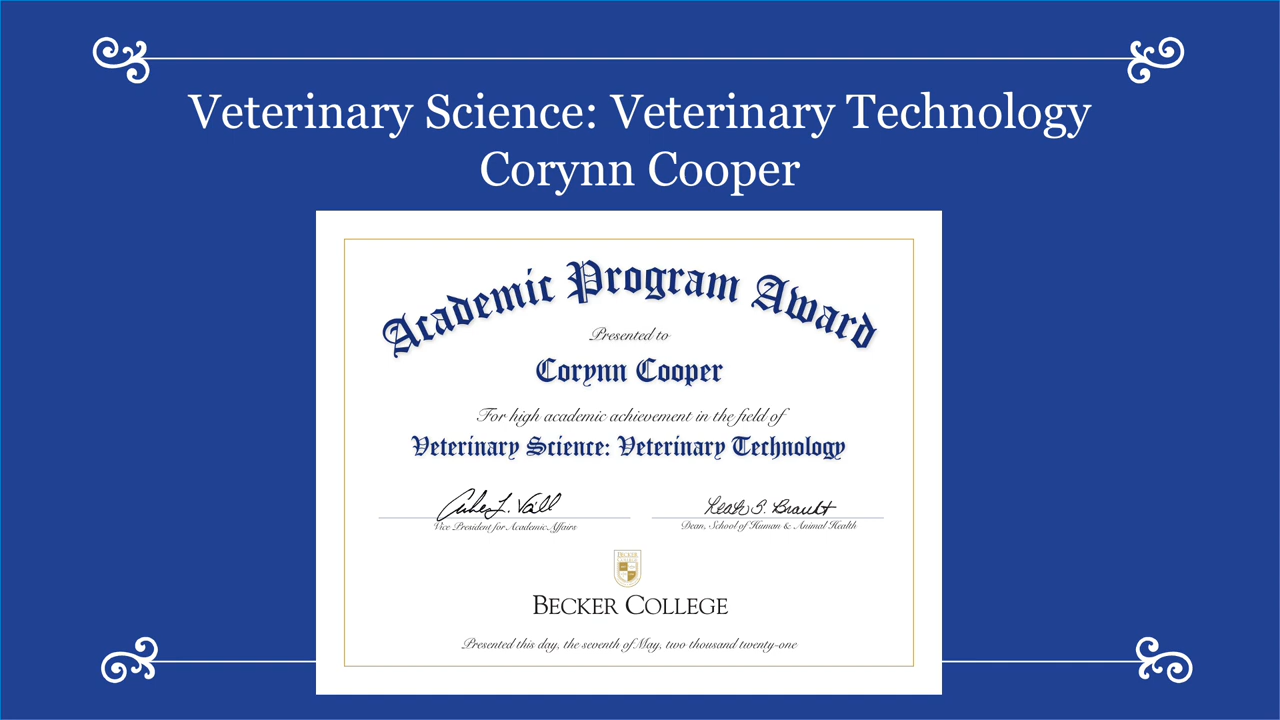 Veterinary Science: Veterinary Technology
Corynn Cooper
Academic Program Award
Presented to
Corynn Cooper
For high academic achievement in the field of
Veterinary Science: Veterinary Technology
Vice President for Academic Affairs
Dean, School of Human & Animal Health
BECKER COLLEGE
BECKER COLLEGE
Presented this day, the seventh of May, two thousand twenty-one